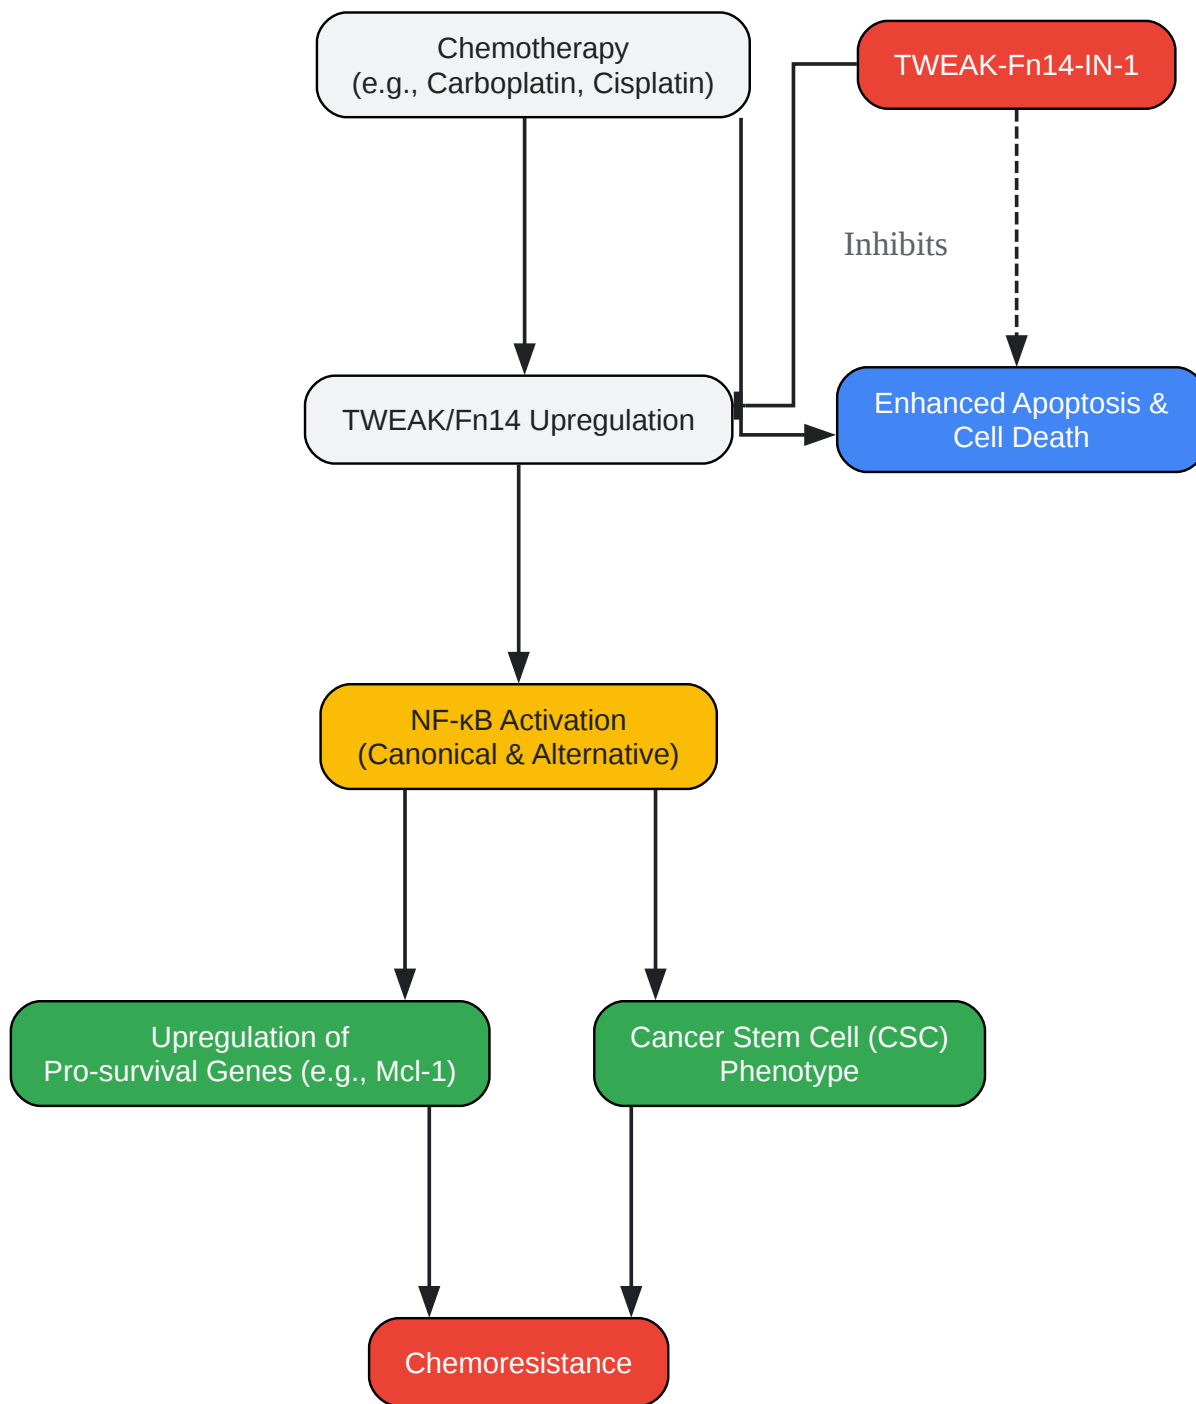 Chemotherapy
(e.g., Carboplatin, Cisplatin)
TWEAK-Fn14-IN-1
Inhibits
TWEAK/Fn14 Upregulation
Enhanced Apoptosis &
Cell Death
NF-κB Activation
(Canonical & Alternative)
Upregulation of
Pro-survival Genes (e.g., Mcl-1)
Cancer Stem Cell (CSC)
Phenotype
Chemoresistance